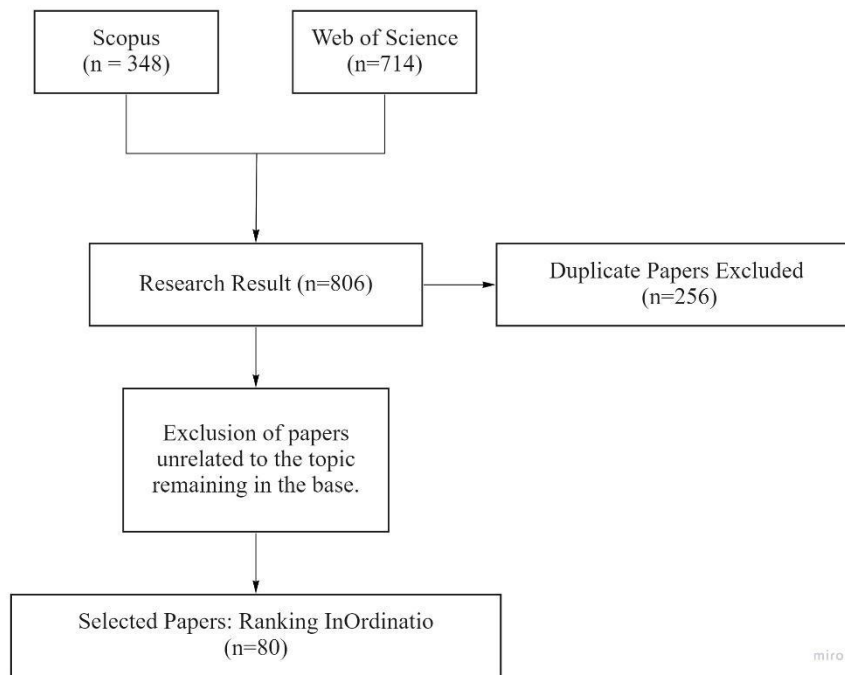 Scopus
(n = 348)
Web of Science
(n=714)
Research Result (n=806)
Duplicate Papers Excluded
(n=256)
Exclusion of papers
unrelated to the topic
remaining in the base.
Selected Papers: Ranking InOrdinatio
(n=80)
miro